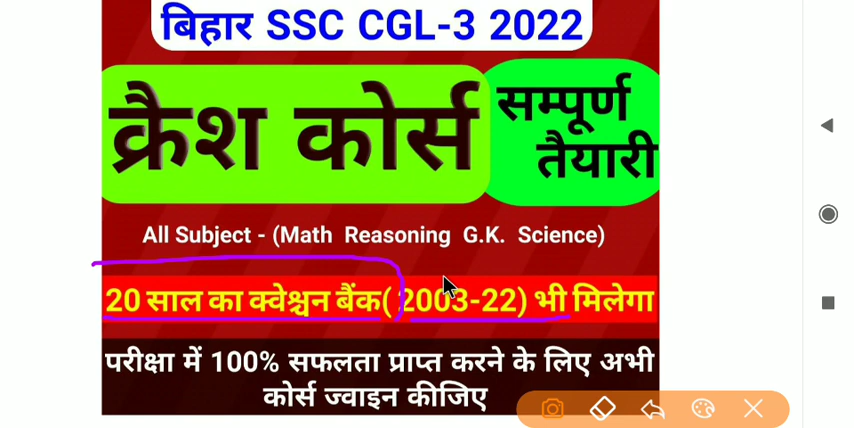 बिहार SSC CGL-3 2022
क्रैश कोर्स
सम्पूर्ण
तैयारी
All Subject - (Math Reasoning G.K. Science)
20 साल का क्वेश्चन बैंक( 2003-22) भी मिलेगा
परीक्षा में 100% सफलता प्राप्त करने के लिए अभी
कोर्स ज्वाइन कीजिए